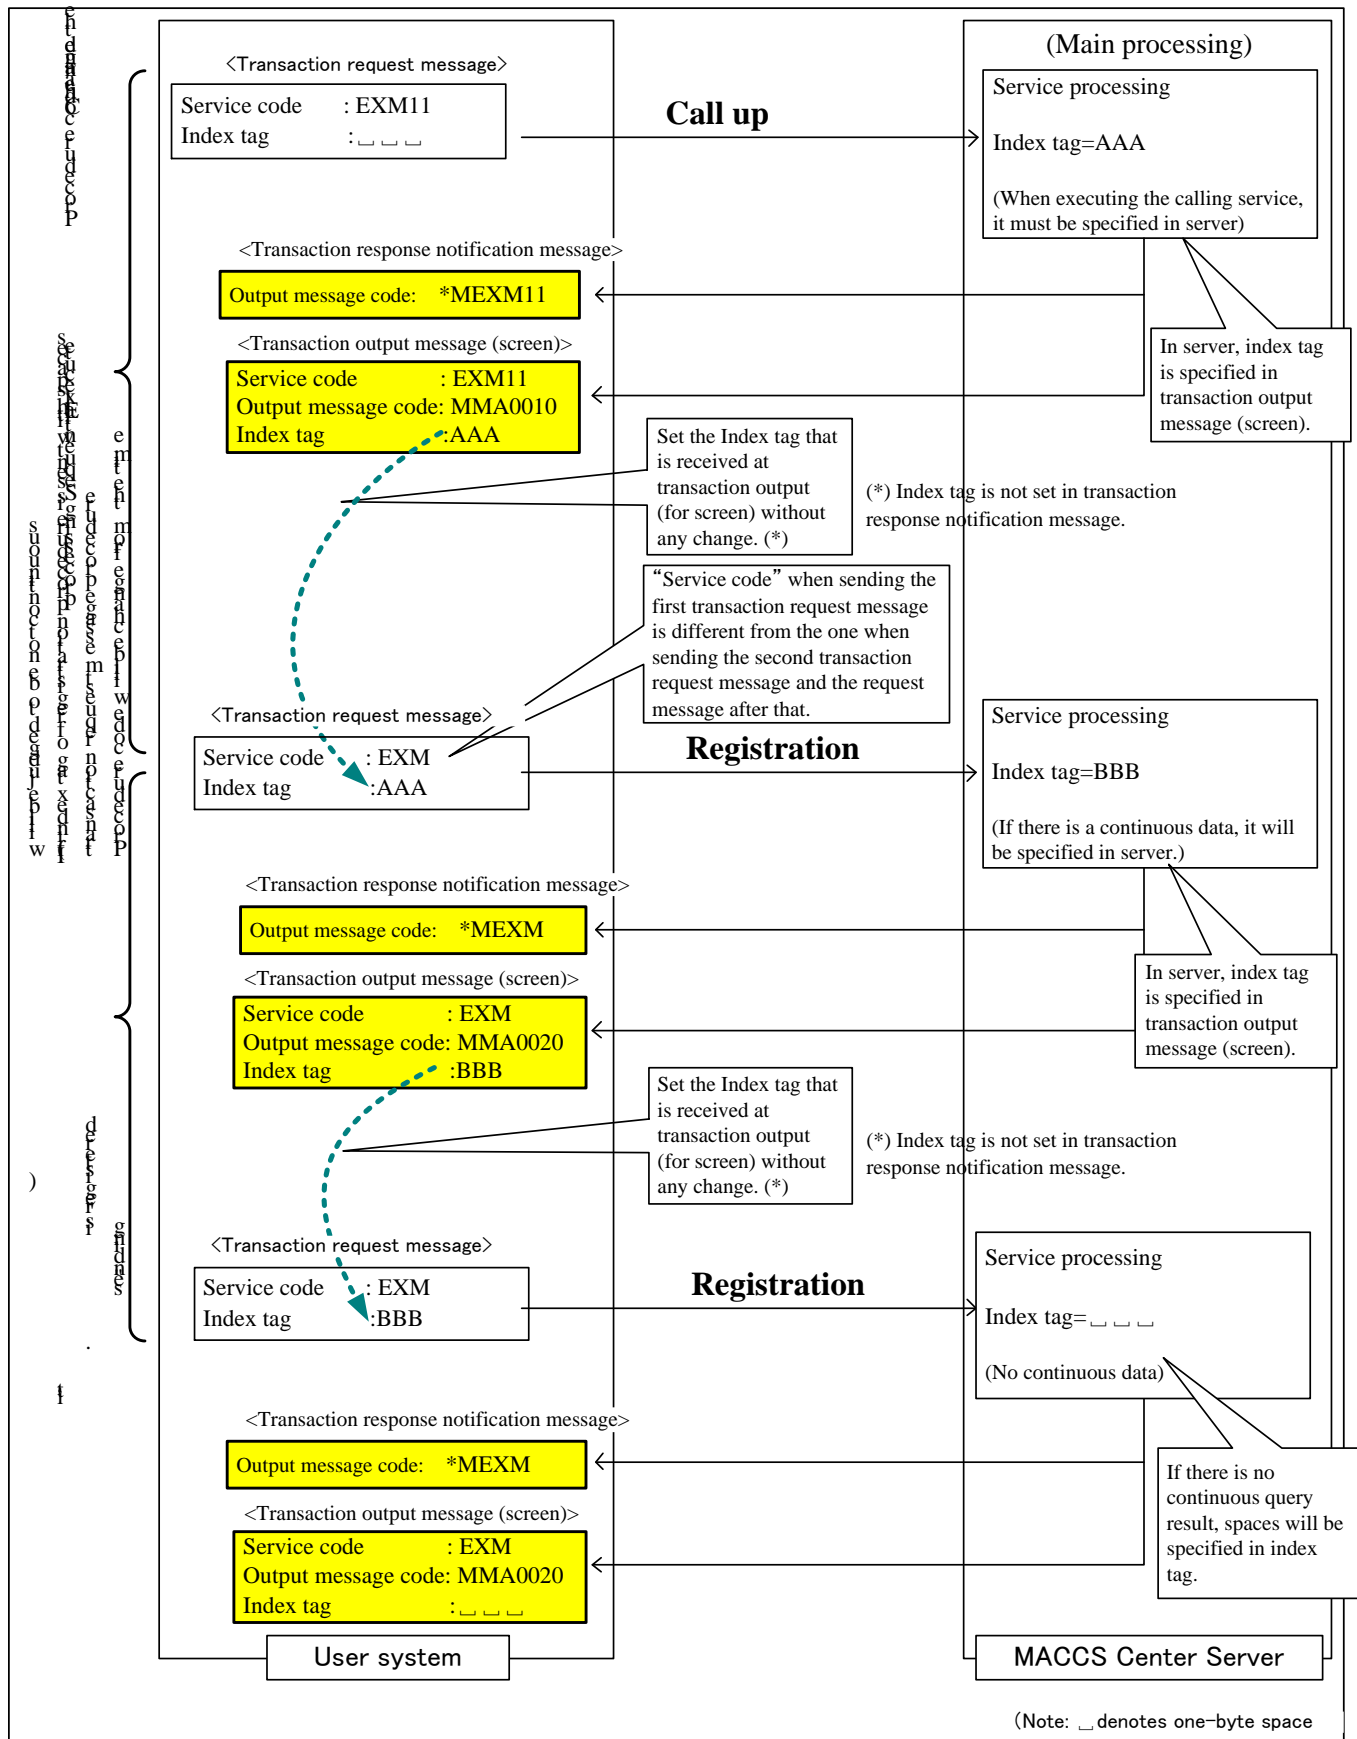 (Main processing)
<Transaction request message>
Service code : EXM11
Index tag : ␣ ␣ ␣
Call up
Service processing
Index tag=AAA
(When executing the calling service,
it must be specified in server)
<Transaction response notification message>
Output message code: *MEXM11
<Transaction output message (screen)>
Service code : EXM11
Output message code: MMA0010
Index tag :AAA
In server, index tag
is specified in
transaction output
message (screen).
Set the Index tag that
is received at
transaction output
(for screen) without
any change. (*)
(*) Index tag is not set in transaction
response notification message.
“Service code” when sending the
first transaction request message
is different from the one when
sending the second transaction
request message and the request
message after that.
<Transaction request message>
Service code : EXM
Index tag :AAA
Registration
Service processing
Index tag=BBB
(If there is a continuous data, it will
be specified in server.)
<Transaction response notification message>
Output message code: *MEXM
<Transaction output message (screen)>
Service code : EXM
Output message code: MMA0020
Index tag :BBB
In server, index tag
is specified in
transaction output
message (screen).
Set the Index tag that
is received at
transaction output
(for screen) without
any change. (*)
(*) Index tag is not set in transaction
response notification message.
<Transaction request message>
Service code : EXM
Index tag :BBB
Registration
Service processing
Index tag=␣ ␣ ␣
(No continuous data)
<Transaction response notification message>
Output message code: *MEXM
<Transaction output message (screen)>
Service code : EXM
Output message code: MMA0020
Index tag : ␣ ␣ ␣
If there is no
continuous query
result, spaces will be
specified in index
tag.
User system
MACCS Center Server
(Note: ␣ denotes one-byte space